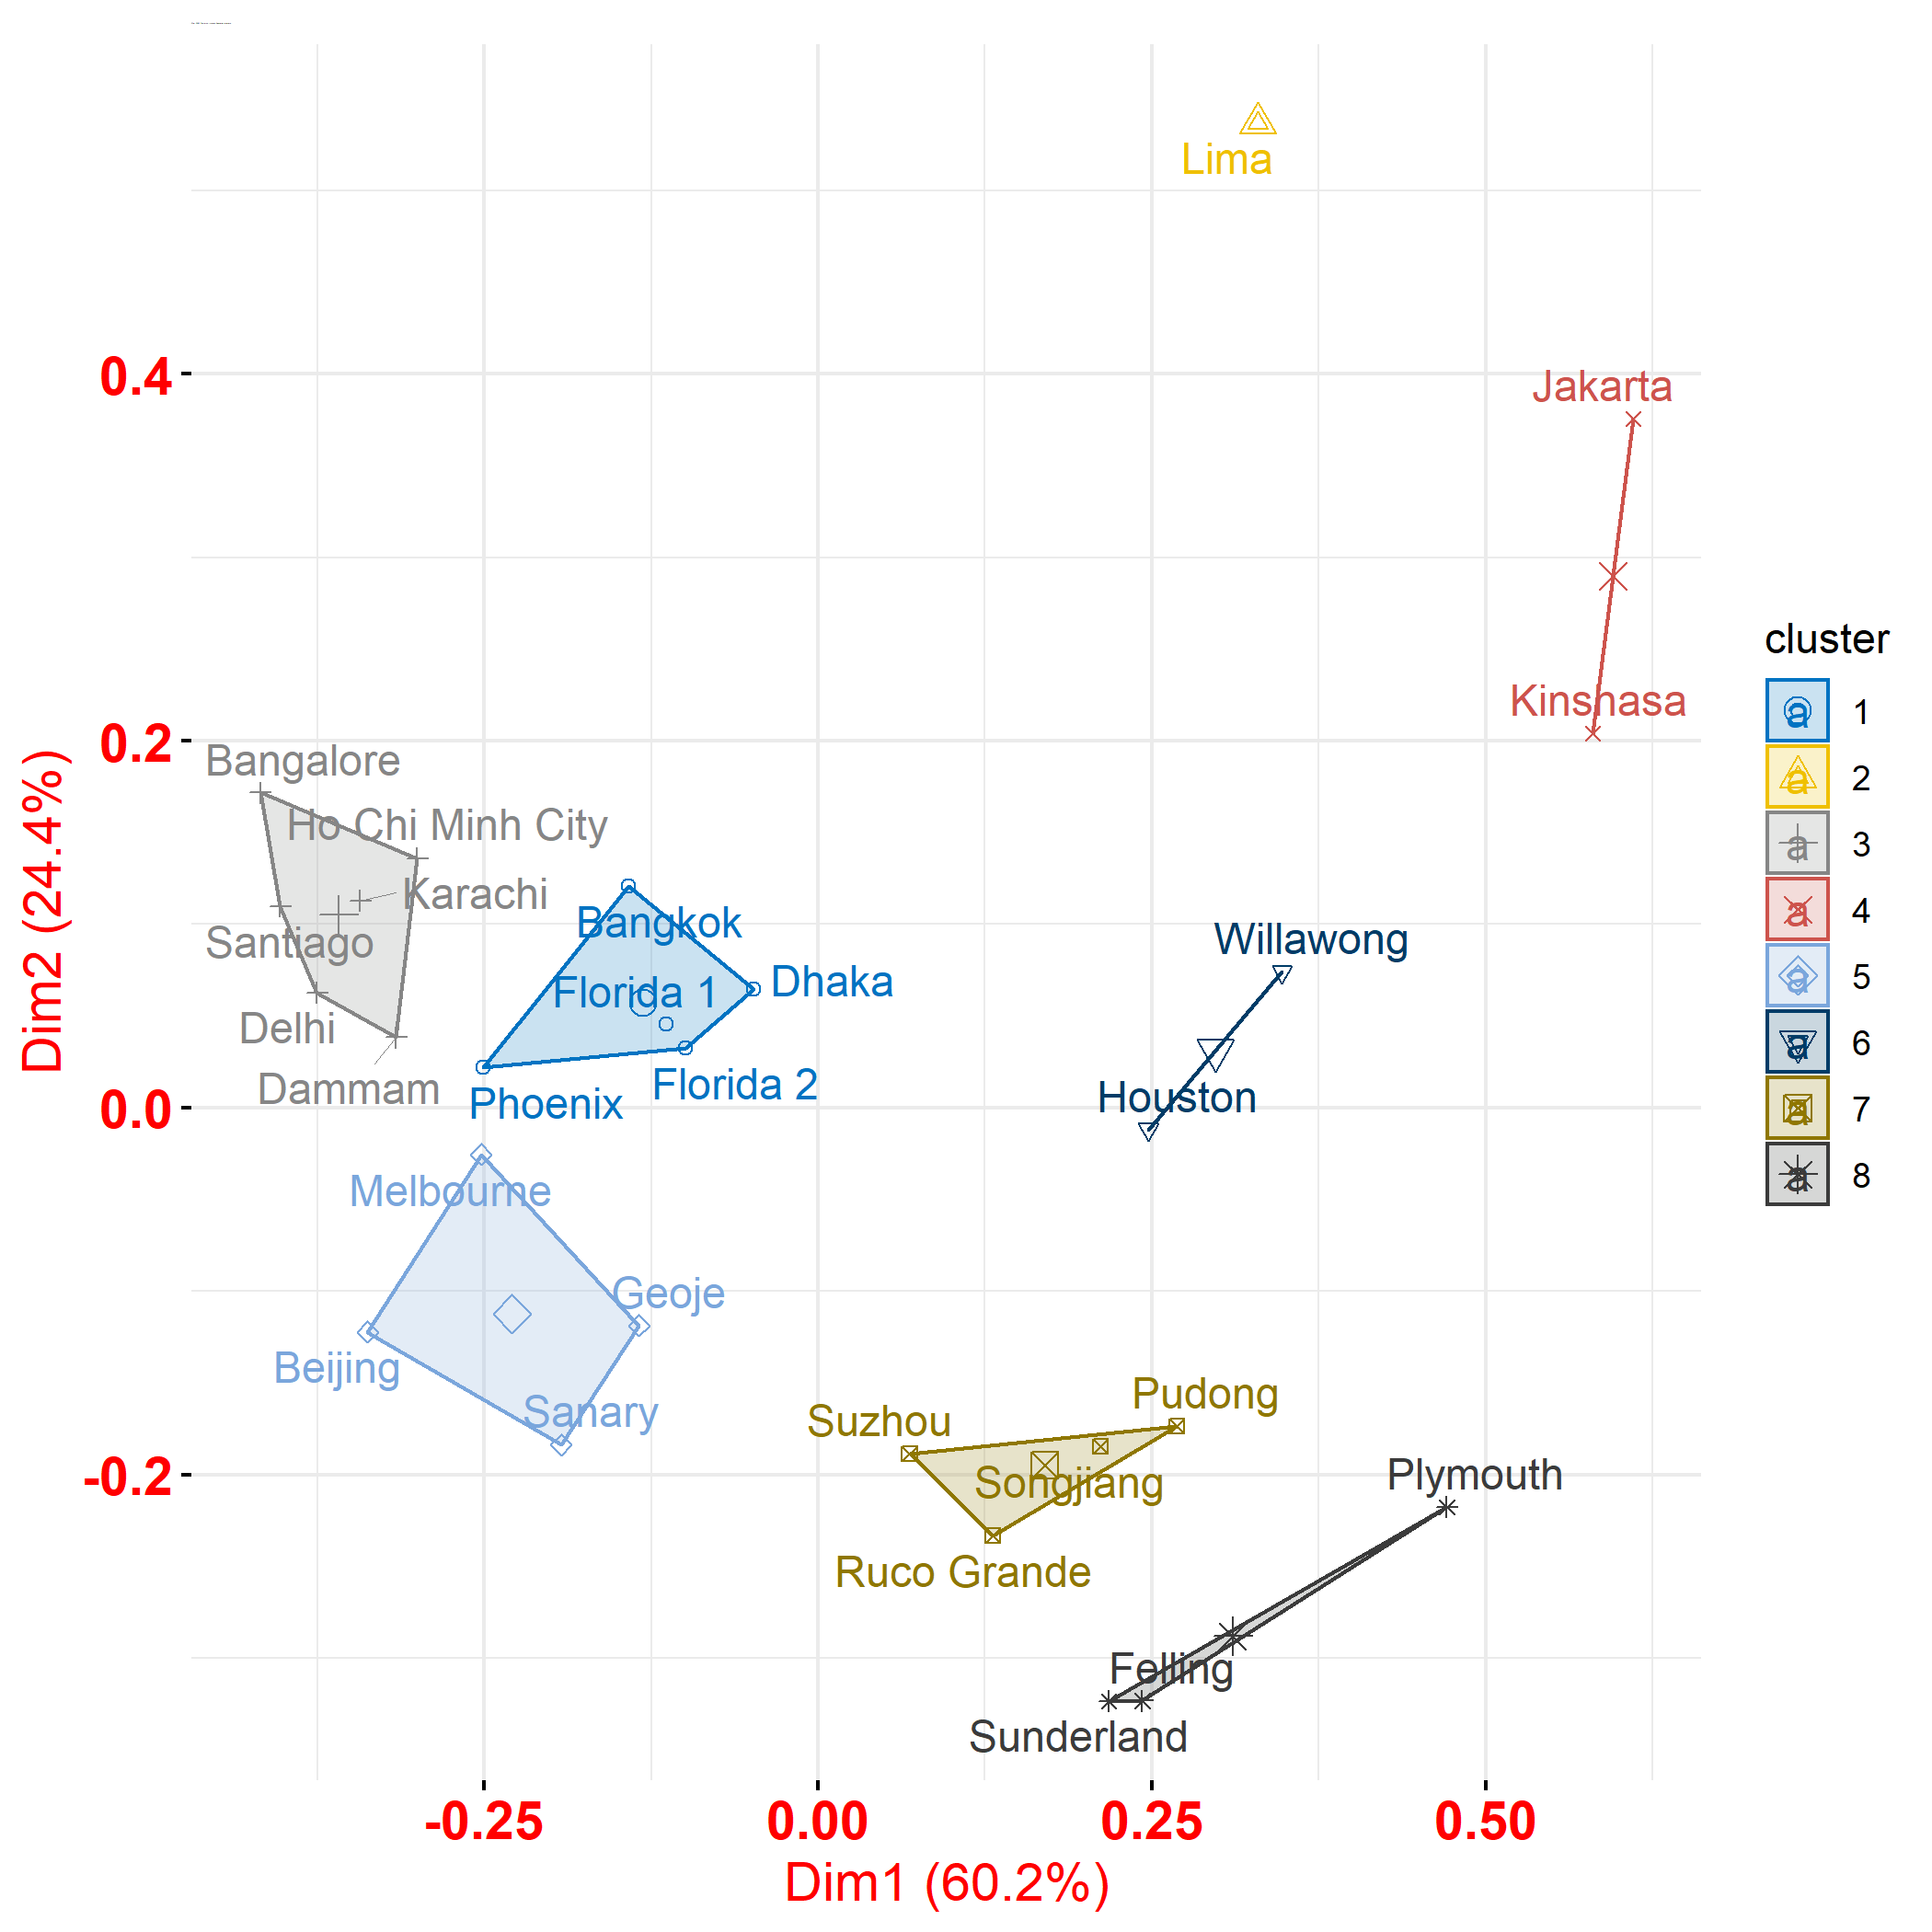 Lima
0.4
Jakarta
Kinshasa
0.2
Bangalore
Ho Chi Minh City
Karachi
Santiago
Delhi
Dammam
Bangkok
Florida 1
Dhaka
Florida 2
Phoenix
Willawong
Houston
0.0
Melbourne
Geoje
Beijing
Sanary
Pudong
Suzhou
Songjiang
Ruco Grande
-0.2
Plymouth
Felling
Sunderland
-0.25
0.00
0.25
0.50
Dim1 (60.2%)
Dim2 (24.4%)
cluster
a 1
a 2
a 3
a 4
a 5
a 6
a 7
a 8